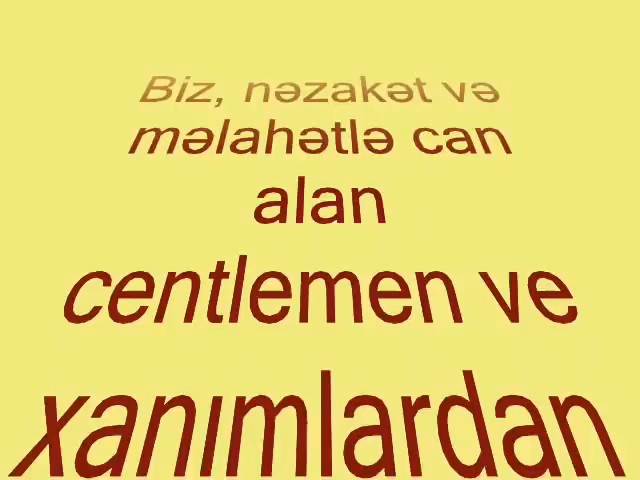 Biz, nəzakət və
məlahətlə can
alan
centlemen ve
xanımlardan